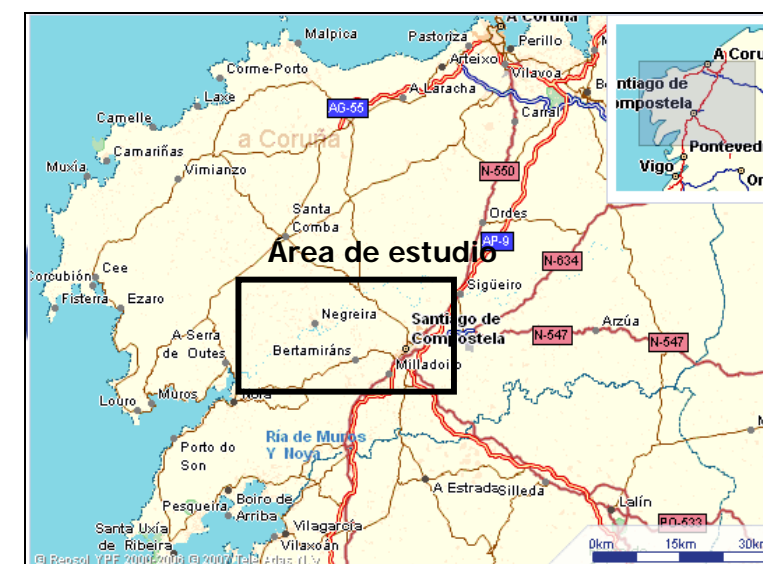 A Coruña
Malpica
Pastoriza
Perillo
Arteixo
Corme-Porto
Vilavoa
A Laracha
Laxe
AG-55
Carral
Camelle
a Coruña
Camariñas
Muxía
Vimianzo
N-550
Santa
Comba
Ordes
AP-9
Área de estudio
N-634
Corcubión
Cee
Fisterra
Ezaro
Sigüeiro
Negreira
Santiago de
Compostela
Arzúa
A Serra
de Outes
Bertamiráns
N-547
N-547
Milladoiro
Louro
Muros
Noia
Ría de Muros
Y Noya
Porto do
Son
A Estrada
Silleda
Lalín
Pesqueira
Boiro de
Arriba
Santa Uxía
de Ribeira
Vilagarcía
Vilaxoán
PO-533
0km 15km 30km
A Coru
ntiago de
ompostela
Ponteved
Vigo
Or